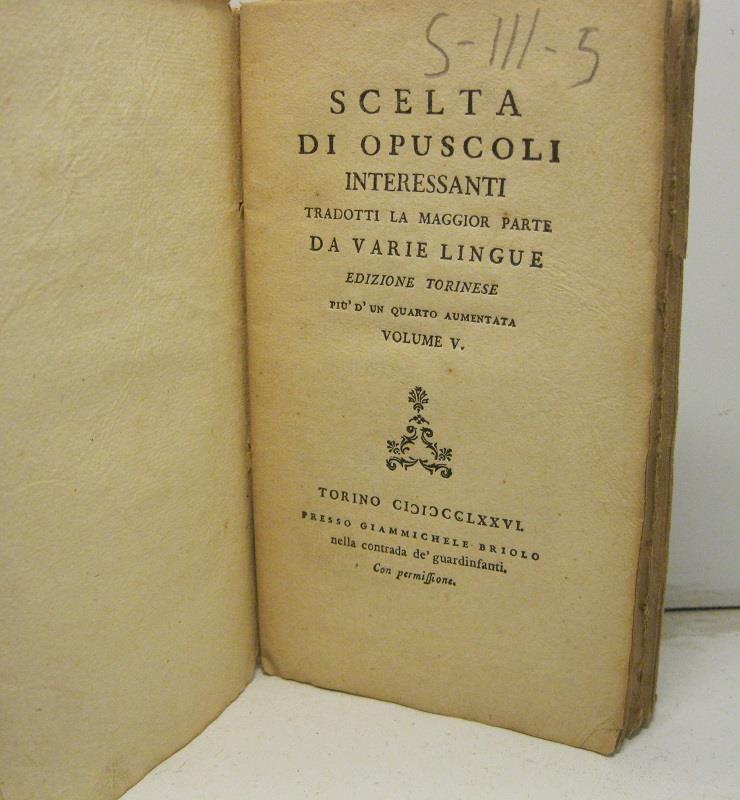 S-III-5
SCELTA
DI OPUSCOLI
INTERESSANTI
TRADOTTI LA MAGGIOR PARTE
DA VARIE LINGUE
EDIZIONE TORINESE
PIU' D' UN QUARTO AUMENTATA
VOLUME V.
TORINO CIƆIƆCCLXXVI.
PRESSO GIAMMICHELE BRIOLO
nella contrada de' guardinfanti.
Con permiſſione.